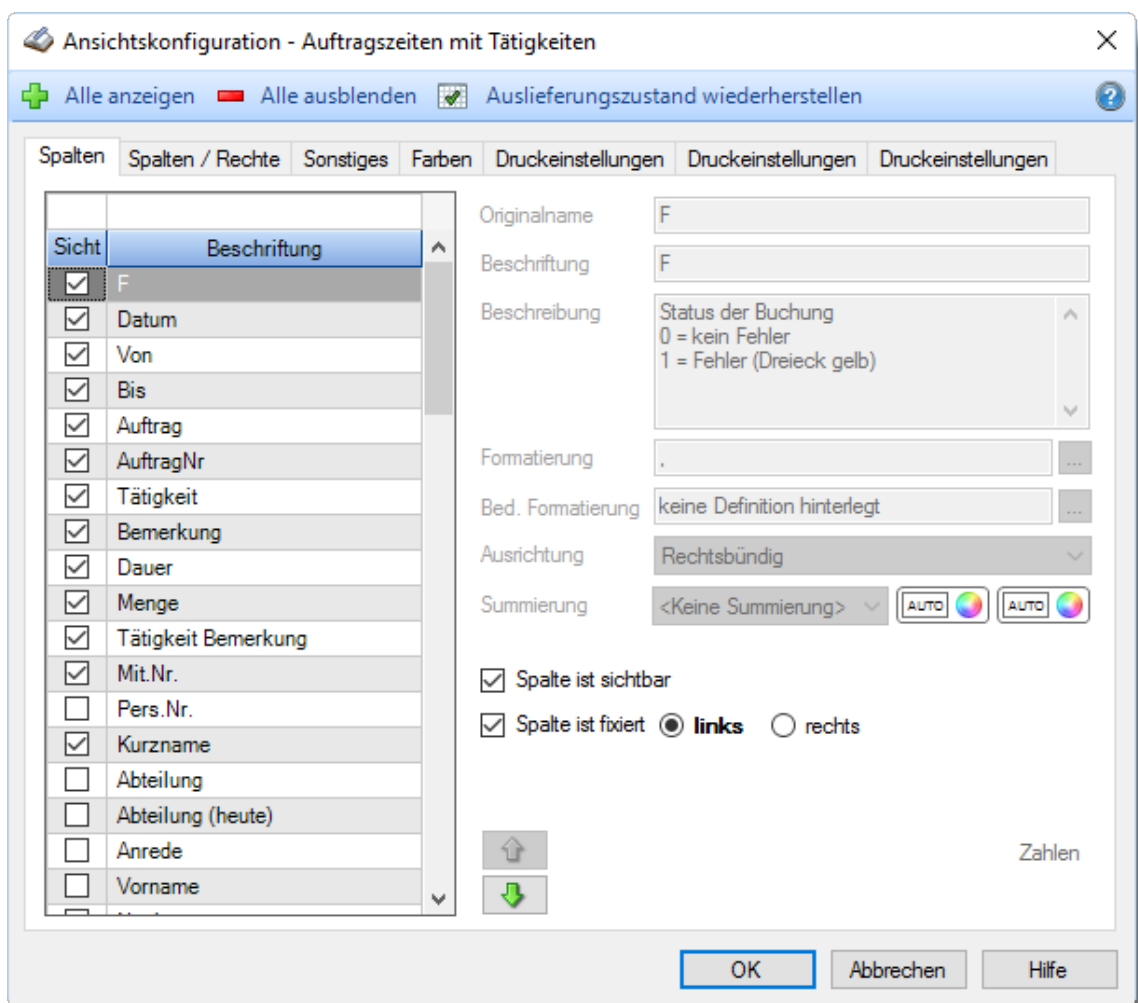 Ansichtskonfiguration - Auftragszeiten mit Tätigkeiten
Alle anzeigen Alle ausblenden Auslieferungszustand wiederherstellen
Spalten Spalten / Rechte Sonstiges Farben Druckeinstellungen Druckeinstellungen Druckeinstellungen
Sicht Beschriftung
F
Datum
Von
Bis
Auftrag
AuftragNr
Tätigkeit
Bemerkung
Dauer
Menge
Tätigkeit Bemerkung
Mit.Nr.
Pers.Nr.
Kurzname
Abteilung
Abteilung (heute)
Anrede
Vorname
Originalname F
Beschriftung F
Beschreibung Status der Buchung
0 = kein Fehler
1 = Fehler (Dreieck gelb)
Formatierung , ...
Bed. Formatierung keine Definition hinterlegt ...
Ausrichtung Rechtsbündig
Summierung <Keine Summierung> AUTO AUTO
Spalte ist sichtbar
Spalte ist fixiert links rechts
Zahlen
OK Abbrechen Hilfe